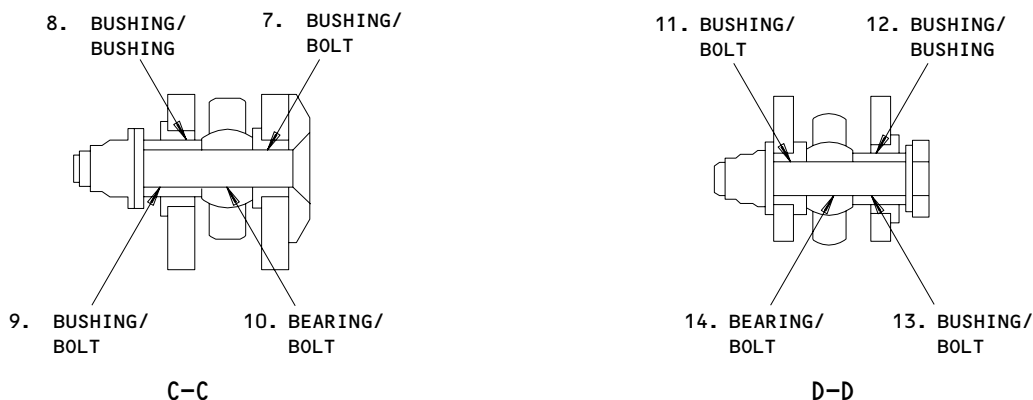 8. BUSHING/
BUSHING
7. BUSHING/
BOLT
11. BUSHING/
BOLT
12. BUSHING/
BUSHING
9. BUSHING/
BOLT
10. BEARING/
BOLT
14. BEARING/
BOLT
13. BUSHING/
BOLT
C-C
D-D